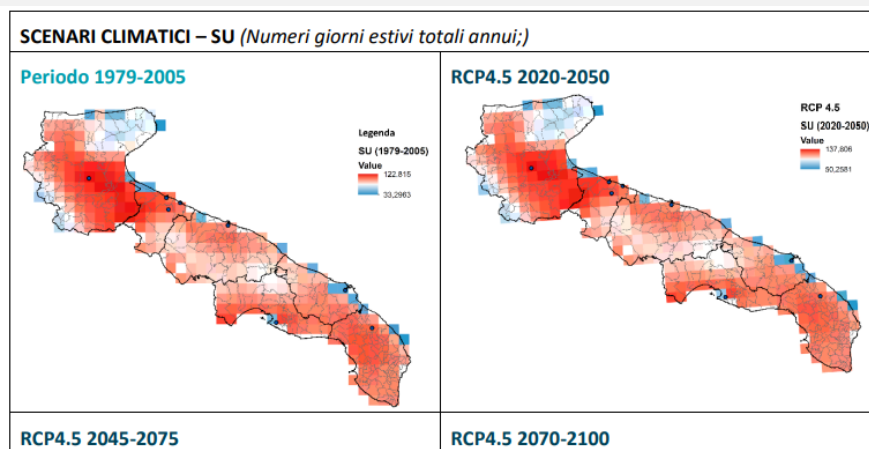 SCENARI CLIMATICI – SU (Numeri giorni estivi totali annui;)
Periodo 1979-2005
Legenda
SU (1979-2005)
Value
122.815
33,2963
RCP4.5 2020-2050
RCP 4.5
SU (2020-2050)
Value
137,806
50,2581
RCP4.5 2045-2075
RCP4.5 2070-2100